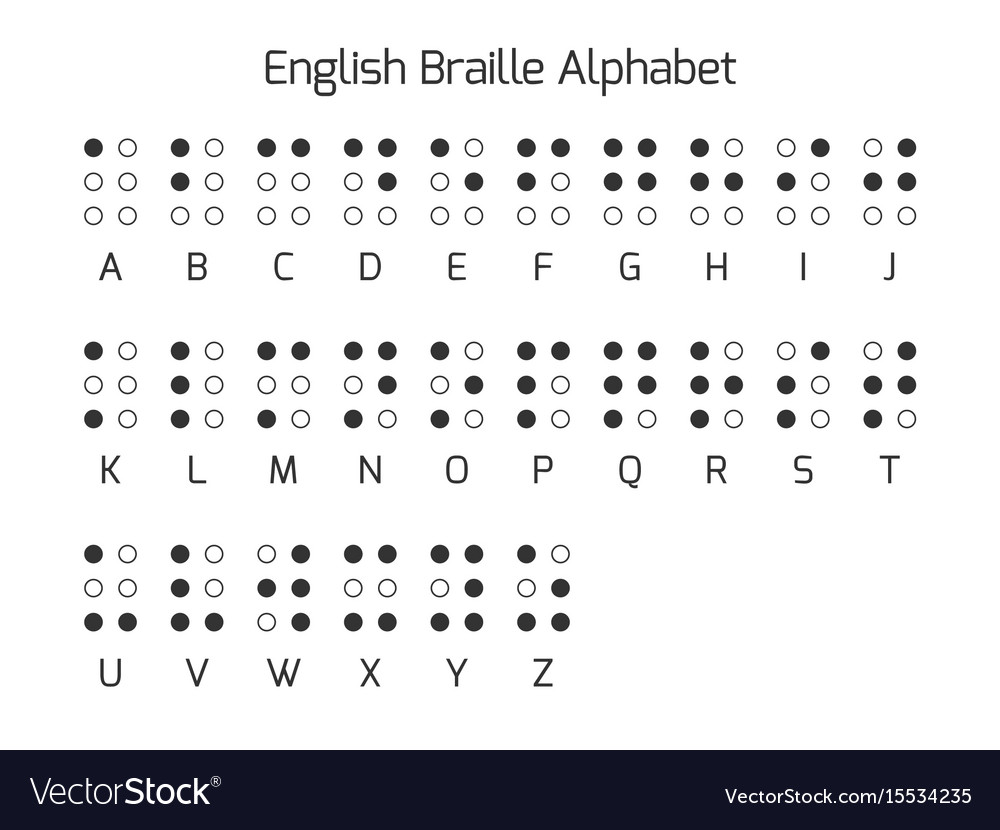 English Braille Alphabet
A B C D E F G H I J
K L M N O P Q R S T
U V W X Y Z
VectorStock®
VectorStock.com/15534235